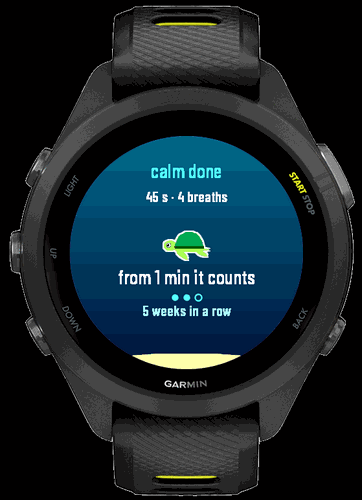 calm done
45 s · 4 breaths
LIGHT
START STOP
UP
from 1 min it counts
5 weeks in a row
DOWN
BACK
GARMIN